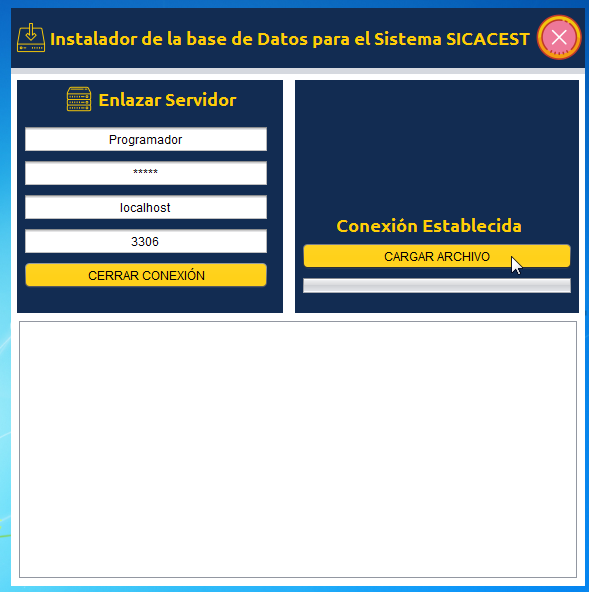 Instalador de la base de Datos para el Sistema SICACEST
Enlazar Servidor
Programador
*****
localhost
3306
CERRAR CONEXIÓN
Conexión Establecida
CARGAR ARCHIVO